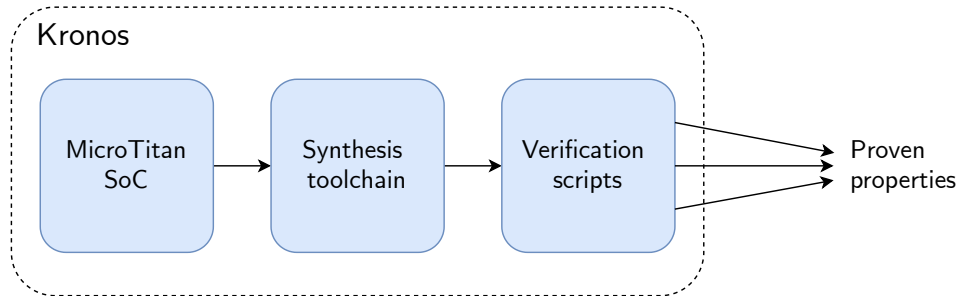 Kronos
MicroTitan
SoC
Synthesis
toolchain
Verification
scripts
Proven
properties